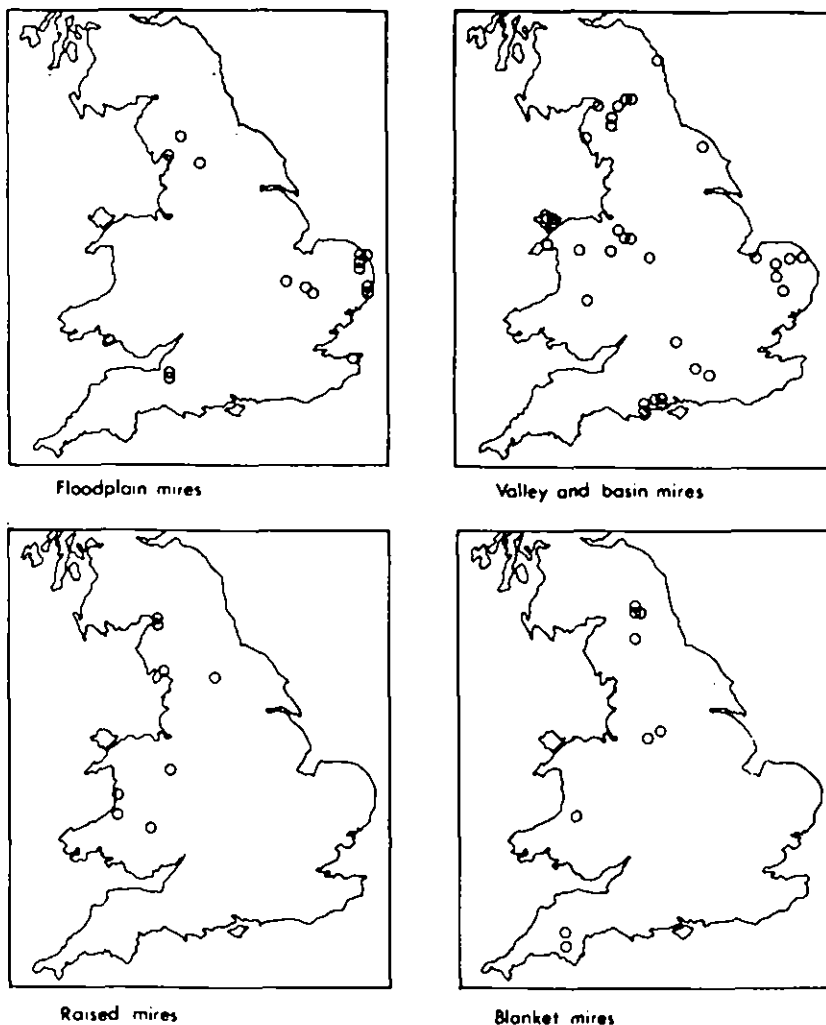 Floodplain mires
Valley and basin mires
Raised mires
Blanket mires